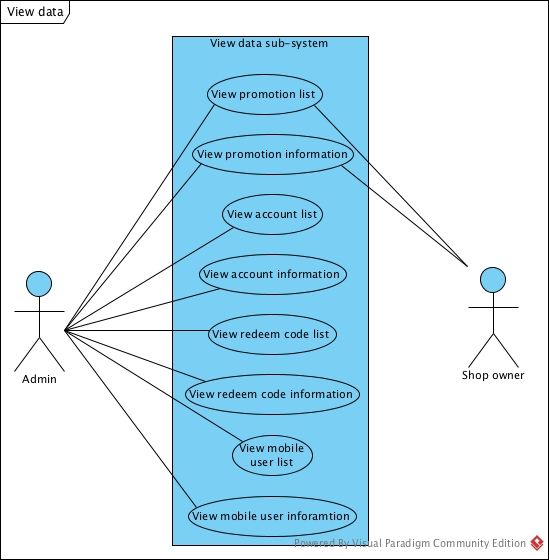 View data
View data sub-system
View promotion list
View promotion information
View account list
View account information
View redeem code list
View redeem code information
View mobile
user list
View mobile user inforamtion
Admin
Shop owner
Powered By Visual Paradigm Community Edition